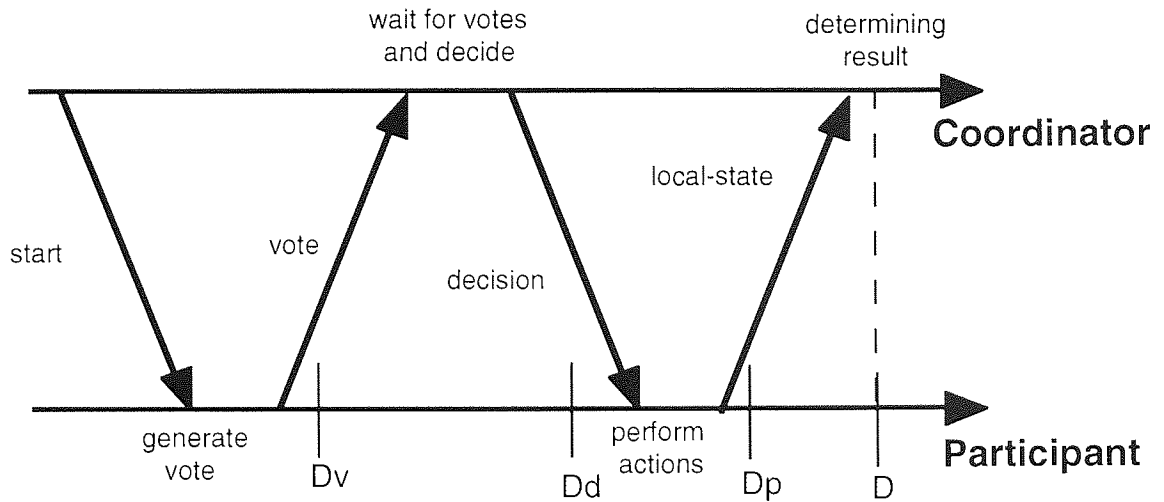 wait for votes
and decide
determining
result
Coordinator
local-state
start
vote
decision
generate
vote
Dv
Dd
perform
actions
Dp
D
Participant